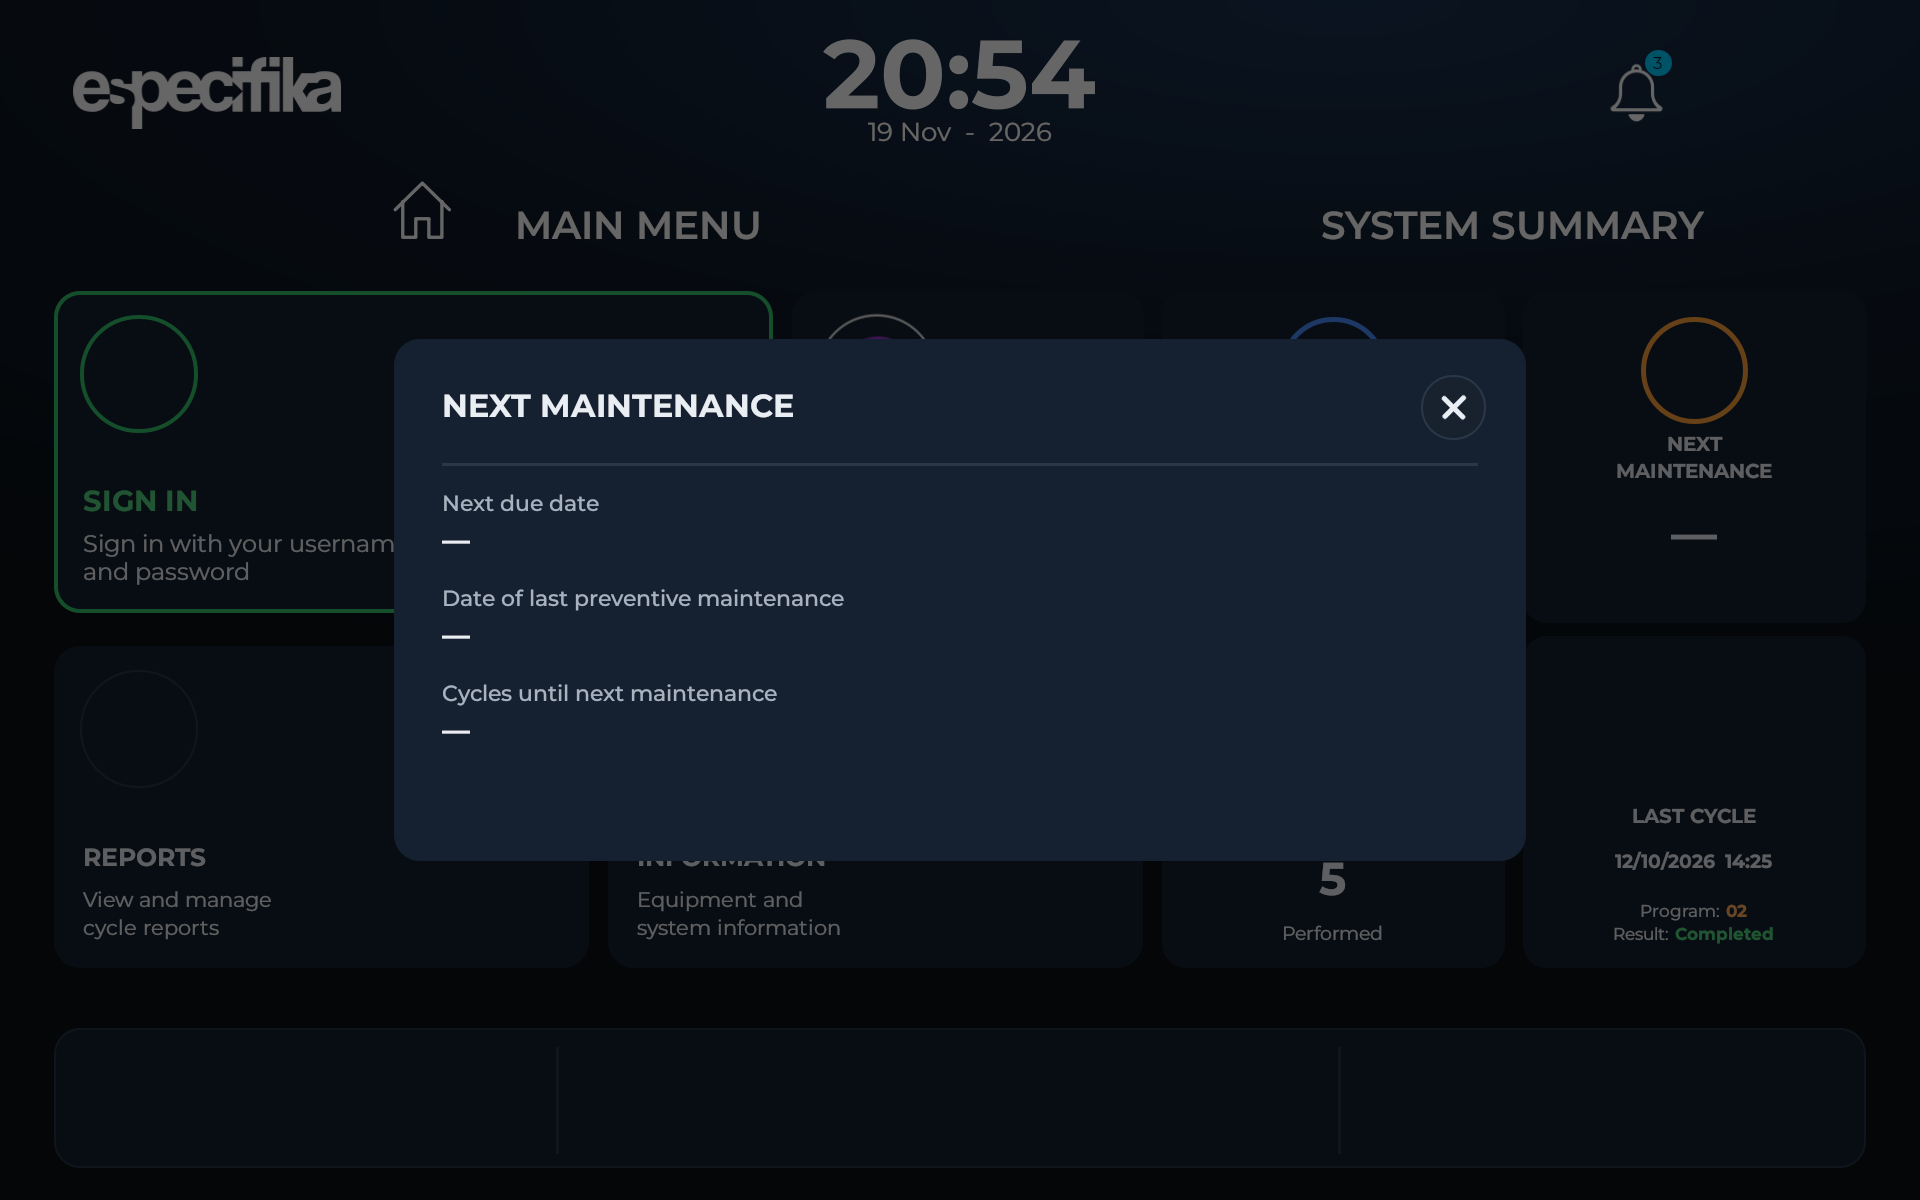 especifika
20:54
19 Nov - 2026
3
MAIN MENU
SYSTEM SUMMARY
NEXT MAINTENANCE
Next due date
—
Date of last preventive maintenance
—
Cycles until next maintenance
—
SIGN IN
Sign in with your usernam
and password
NEXT
MAINTENANCE
—
REPORTS
View and manage
cycle reports
INFORMATION
Equipment and
system information
5
Performed
LAST CYCLE
12/10/2026 14:25
Program: 02
Result: Completed